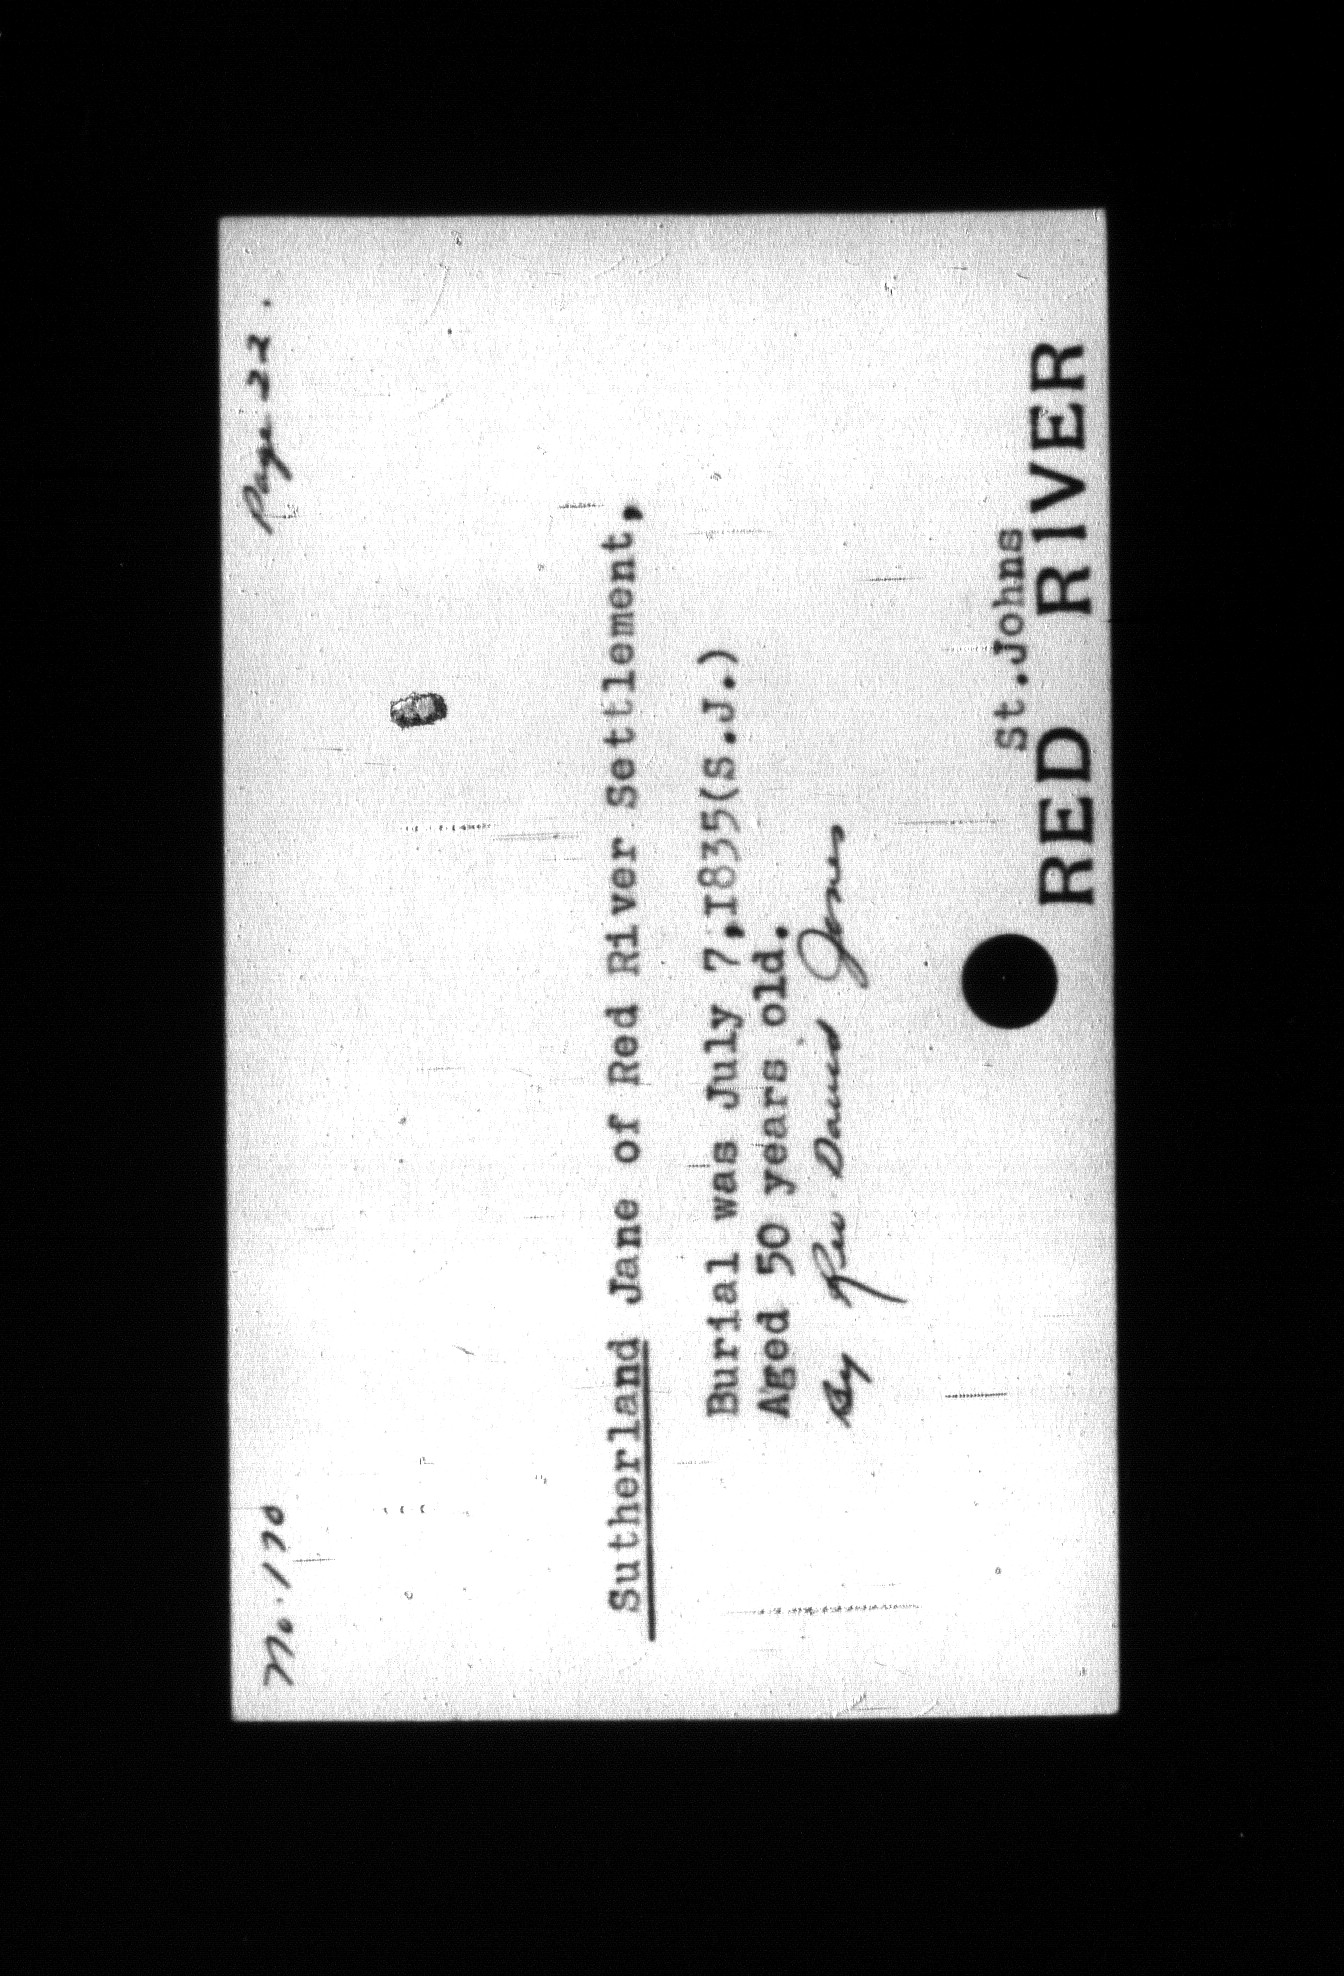 No. 170
Page 22.
Sutherland Jane of Red River Settlement,
Burial was July 7,1835(S.J.)
Aged 50 years old.
By Rev David Jones
St.Johns
RED RIVER